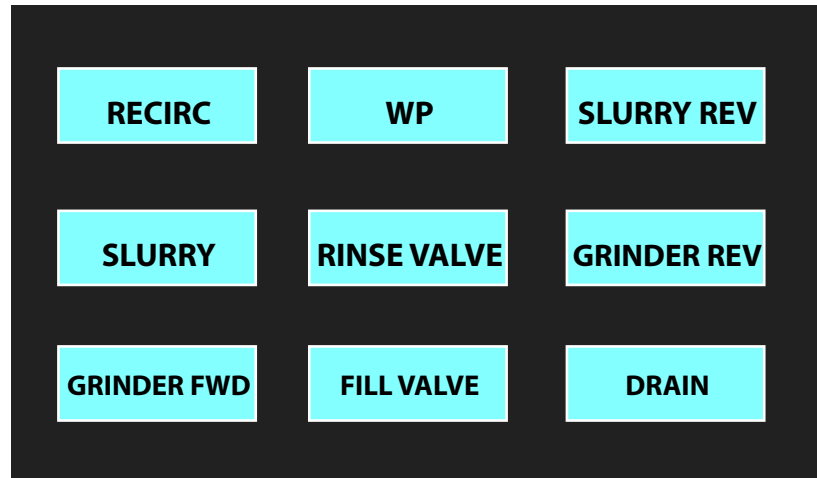 RECIRC
WP
SLURRY REV
SLURRY
RINSE VALVE
GRINDER REV
GRINDER FWD
FILL VALVE
DRAIN